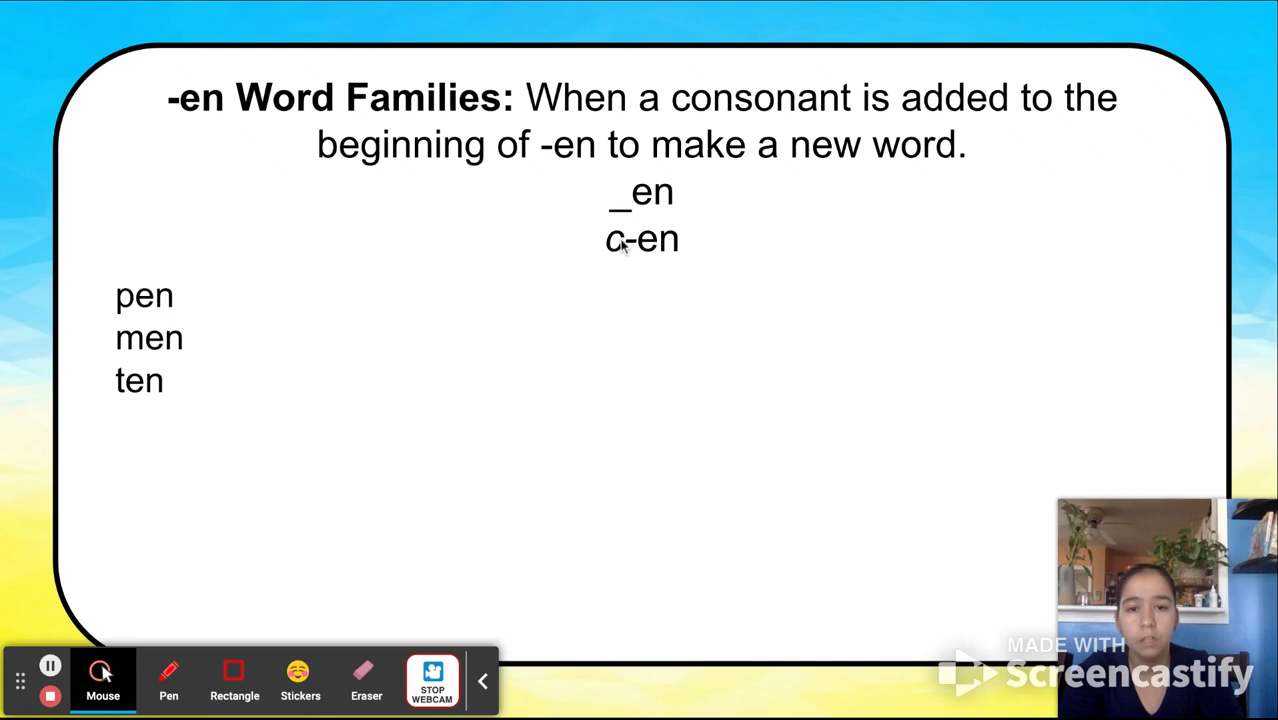 -en Word Families: When a consonant is added to the
beginning of -en to make a new word.
_en
c-en
pen
men
ten
Mouse
Pen
Rectangle
Stickers
Eraser
STOP
WEBCAM
MADE WITH
Screencastify